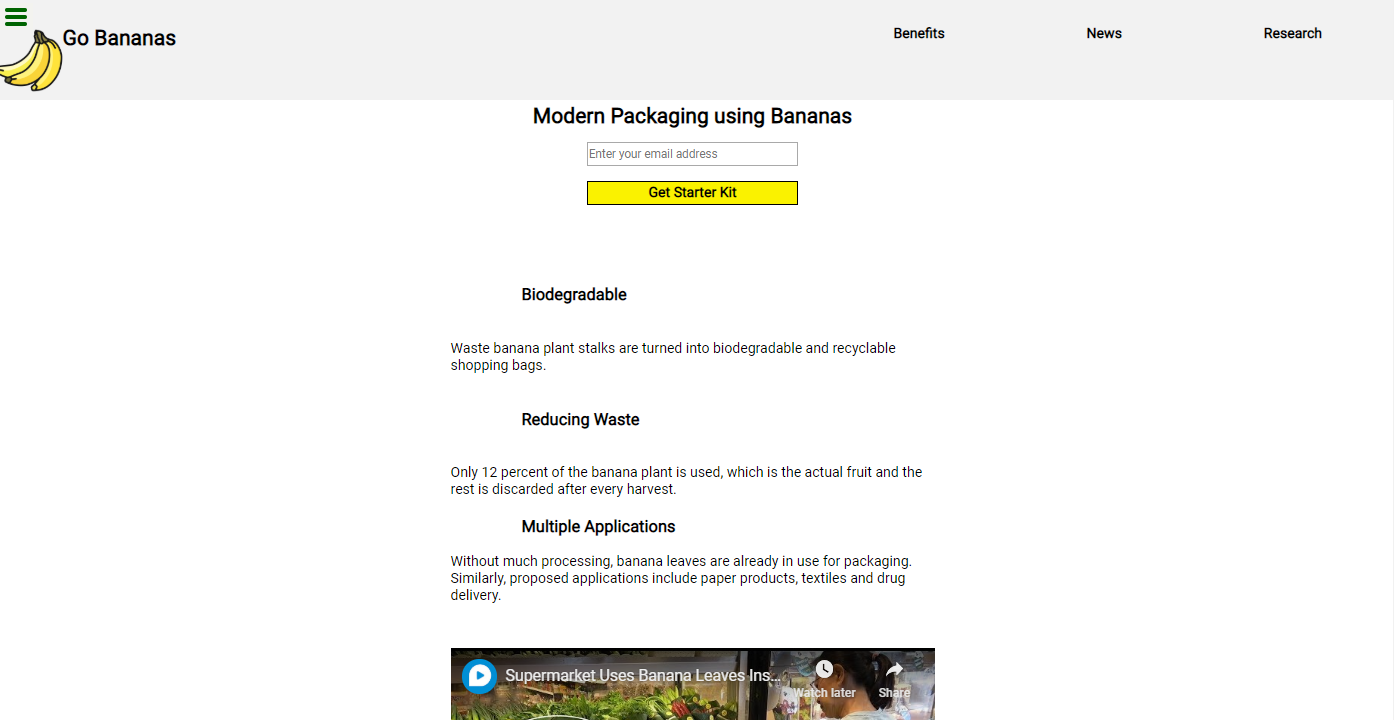 Go Bananas
Benefits
News
Research
Modern Packaging using Bananas
Enter your email address
Get Starter Kit
Biodegradable
Waste banana plant stalks are turned into biodegradable and recyclable
shopping bags.
Reducing Waste
Only 12 percent of the banana plant is used, which is the actual fruit and the
rest is discarded after every harvest.
Multiple Applications
Without much processing, banana leaves are already in use for packaging.
Similarly, proposed applications include paper products, textiles and drug
delivery.
Supermarket Uses Banana Leaves Ins...
Watch later
Share